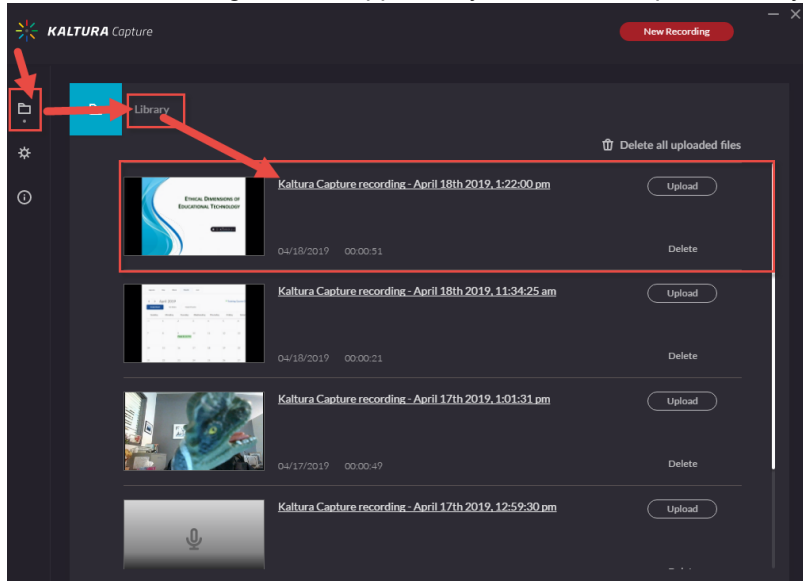 KALTURA Capture
New Recording
Library
Delete all uploaded files
ETHICAL DIMENSIONS OF
EDUCATIONAL TECHNOLOGY
Kaltura Capture recording - April 18th 2019, 1:22:00 pm
Upload
04/18/2019 00:00:51
Delete
April 2019
Kaltura Capture recording - April 18th 2019, 11:34:25 am
Upload
04/18/2019 00:00:21
Delete
Kaltura Capture recording - April 17th 2019, 1:01:31 pm
Upload
04/17/2019 00:00:49
Delete
Kaltura Capture recording - April 17th 2019, 12:59:30 pm
Upload